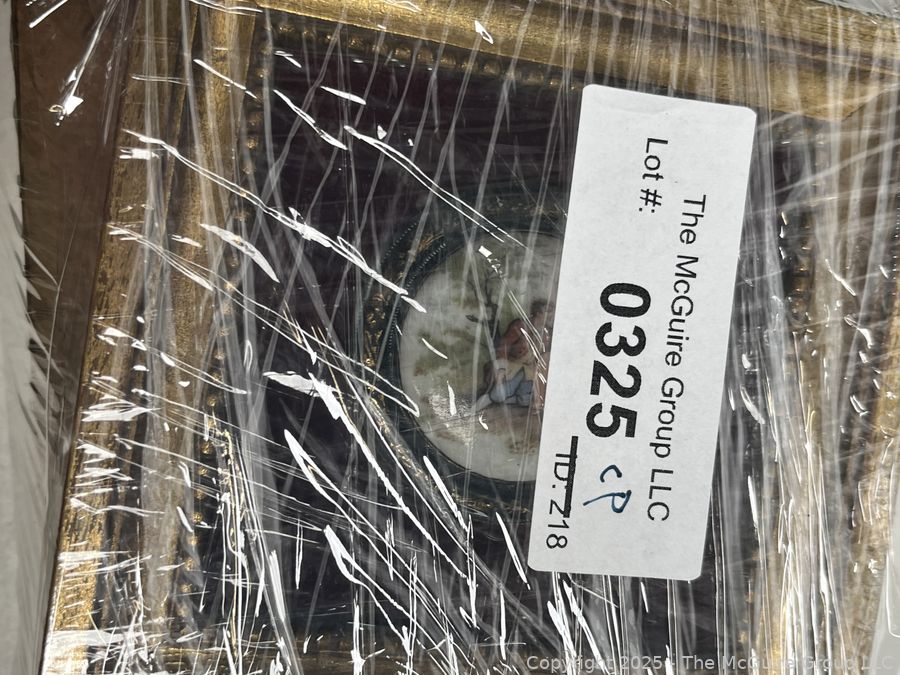 The McGuire Group LLC
Lot #:
0325 CP
ID: 218
Copyright 2025 - The McGuire Group LLC